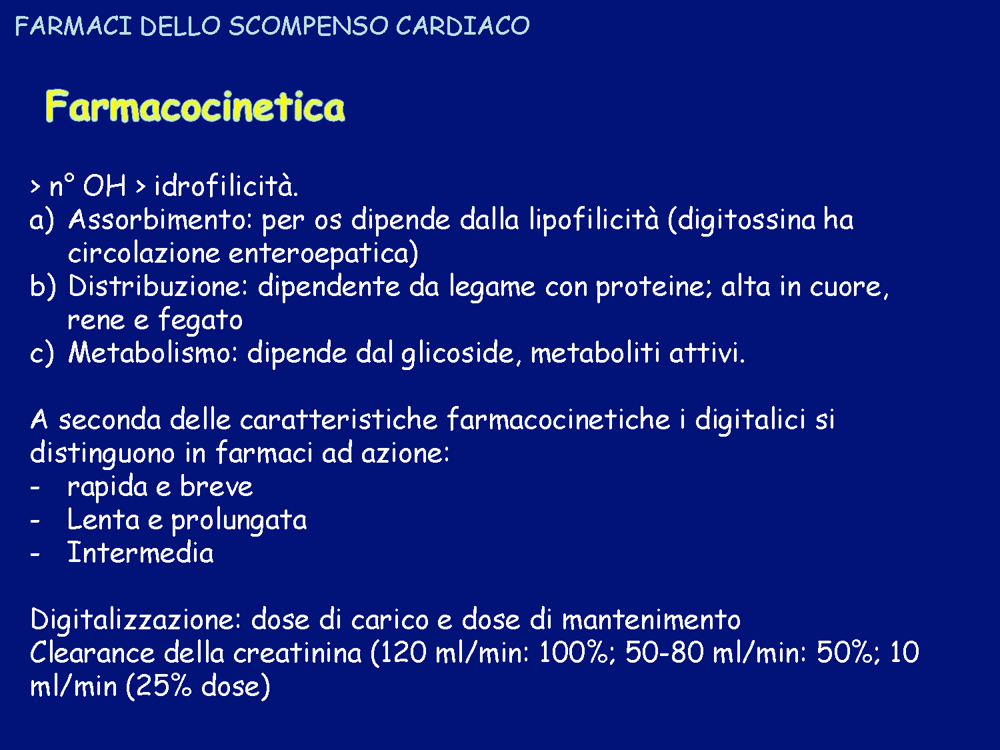 FARMACI DELLO SCOMPENSO CARDIACO
Farmacocinetica
> n° OH > idrofilicità.
a) Assorbimento: per os dipende dalla lipofilicità (digitossina ha
circolazione enteroepatica)
b) Distribuzione: dipendente da legame con proteine; alta in cuore,
rene e fegato
c) Metabolismo: dipende dal glicoside, metaboliti attivi.
A seconda delle caratteristiche farmacocinetiche i digitalici si
distinguono in farmaci ad azione:
- rapida e breve
- Lenta e prolungata
- Intermedia
Digitalizzazione: dose di carico e dose di mantenimento
Clearance della creatinina (120 ml/min: 100%; 50-80 ml/min: 50%; 10
ml/min (25% dose)